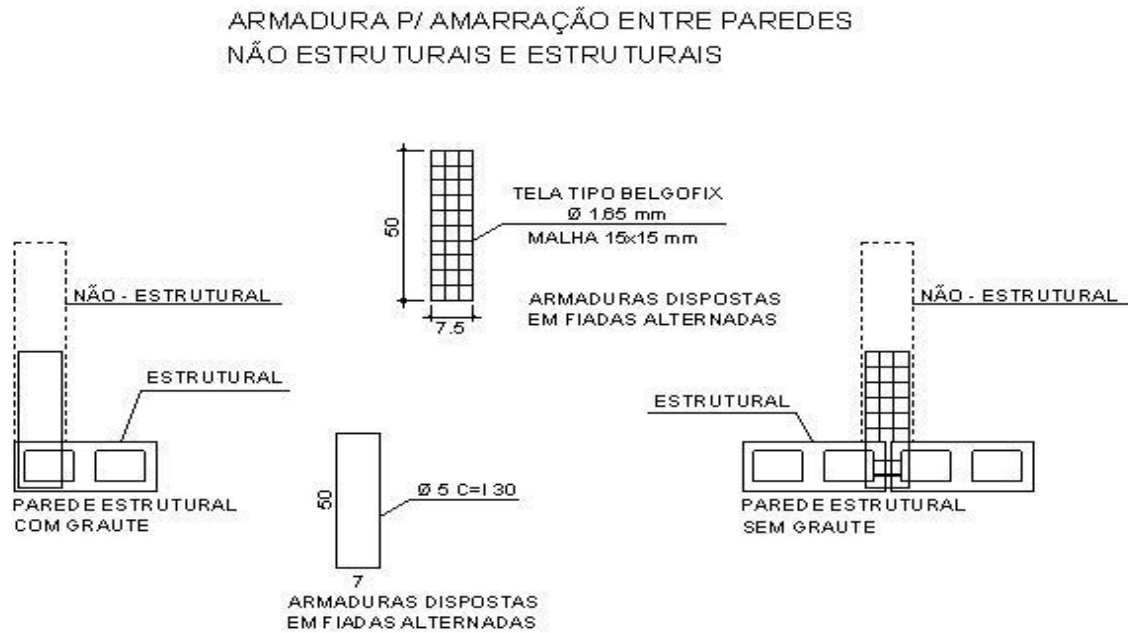 ARMADURA P/ AMARRAÇÃO ENTRE PAREDES
NÃO ESTRUTURAIS E ESTRUTURAIS
50
7.5
TELA TIPO BELGOFIX
Ø 1.65 mm
MALHA 15x15 mm
ARMADURAS DISPOSTAS
EM FIADAS ALTERNADAS
NÃO - ESTRUTURAL
ESTRUTURAL
PAREDE ESTRUTURAL
COM GRAUTE
50
7
Ø 5 C=130
ARMADURAS DISPOSTAS
EM FIADAS ALTERNADAS
NÃO - ESTRUTURAL
ESTRUTURAL
PAREDE ESTRUTURAL
SEM GRAUTE